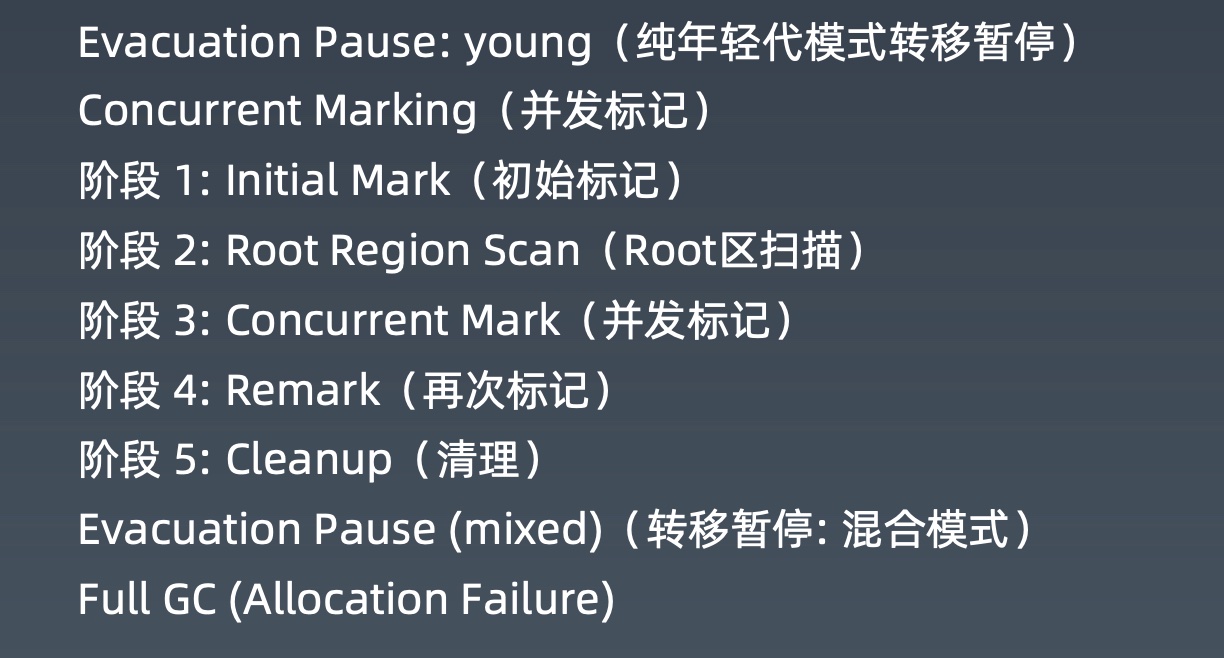 Evacuation Pause: young（纯年轻代模式转移暂停）
Concurrent Marking（并发标记）
阶段 1: Initial Mark（初始标记）
阶段 2: Root Region Scan（Root区扫描）
阶段 3: Concurrent Mark（并发标记）
阶段 4: Remark（再次标记）
阶段 5: Cleanup（清理）
Evacuation Pause (mixed)（转移暂停: 混合模式）
Full GC (Allocation Failure)